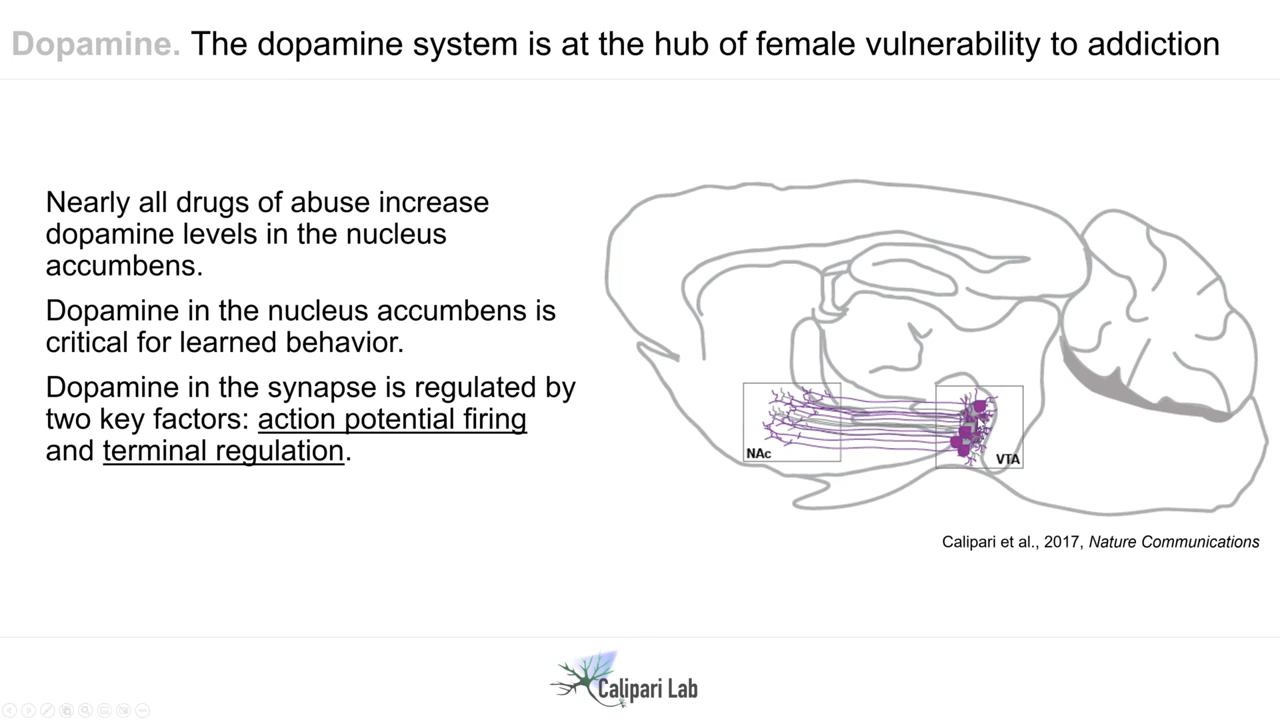 Dopamine. The dopamine system is at the hub of female vulnerability to addiction
Nearly all drugs of abuse increase
dopamine levels in the nucleus
accumbens.
Dopamine in the nucleus accumbens is
critical for learned behavior.
Dopamine in the synapse is regulated by
two key factors: action potential firing
and terminal regulation.
NAc
VTA
Calipari et al., 2017, Nature Communications
Calipari Lab